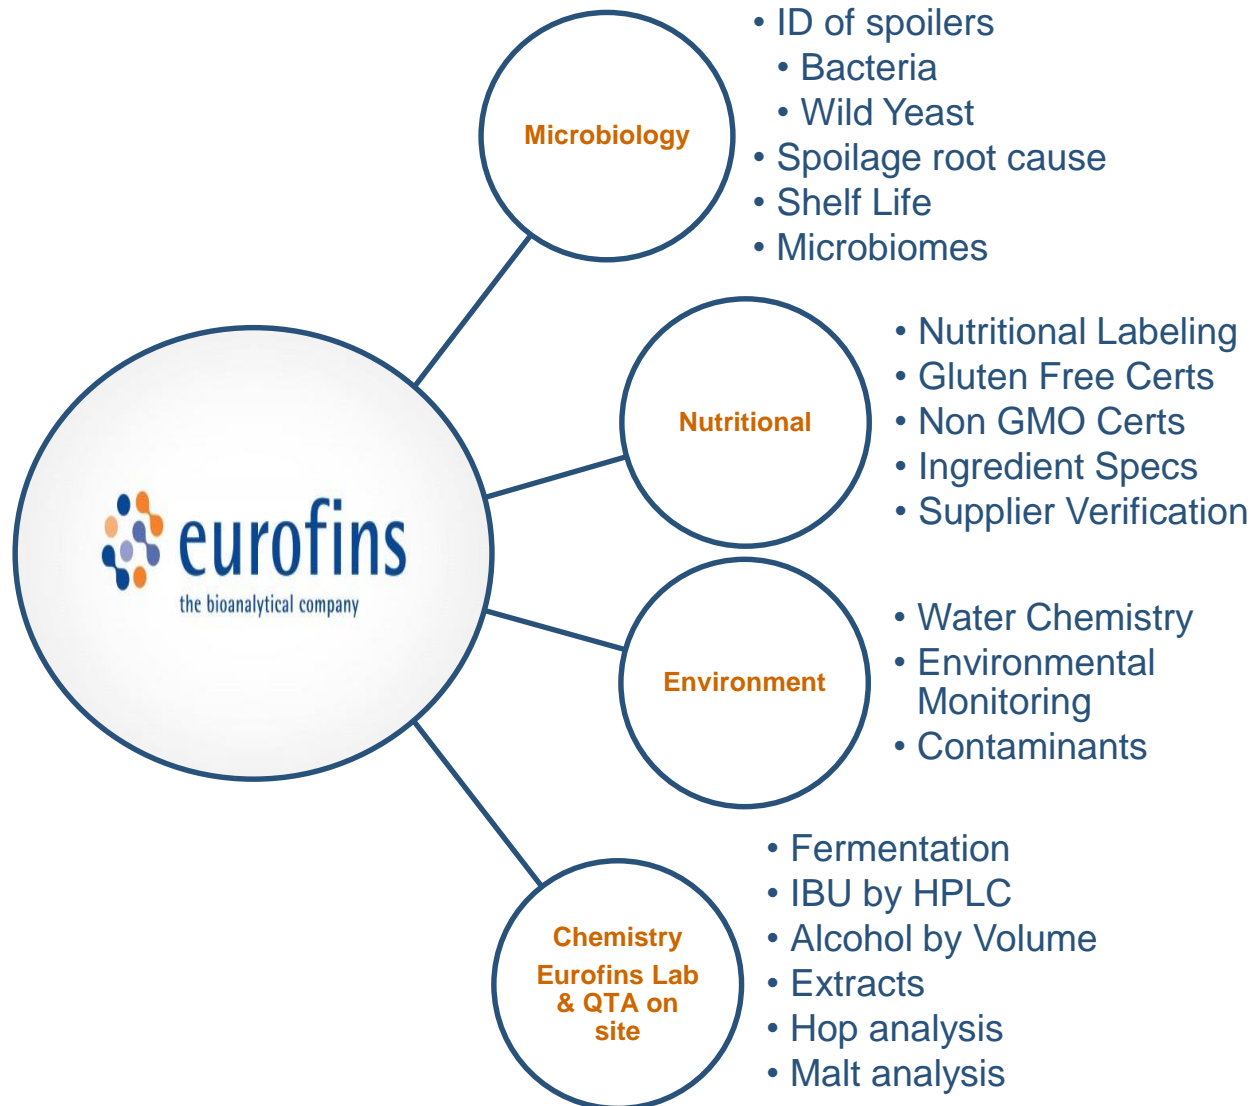 • ID of spoilers
• Bacteria
• Wild Yeast
• Spoilage root cause
• Shelf Life
• Microbiomes
Microbiology
• Nutritional Labeling
• Gluten Free Certs
• Non GMO Certs
• Ingredient Specs
• Supplier Verification
Nutritional
eurofins
the bioanalytical company
• Water Chemistry
• Environmental
Monitoring
• Contaminants
Environment
• Fermentation
• IBU by HPLC
• Alcohol by Volume
• Extracts
• Hop analysis
• Malt analysis
Chemistry
Eurofins Lab
& QTA on
site